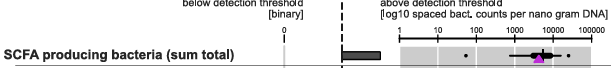 below detection threshold
[binary]
above detection threshold
[log10 spaced bact. counts per nano gram DNA]
0
1 10 100 1000 10000 100000
SCFA producing bacteria (sum total)